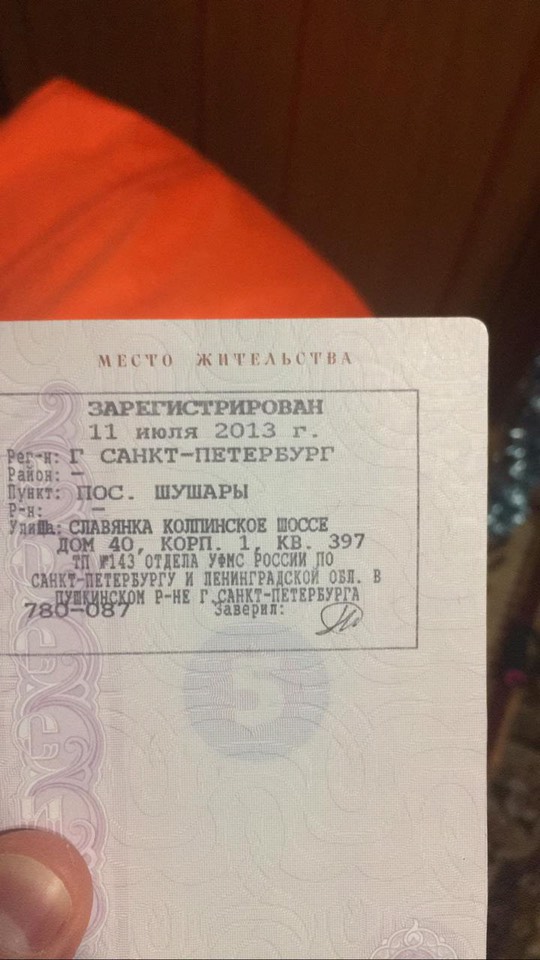 МЕСТО ЖИТЕЛЬСТВА
ЗАРЕГИСТРИРОВАН
11 июля 2013 г.
Рег-н: Г САНКТ-ПЕТЕРБУРГ
Район: —
Пункт: ПОС. ШУШАРЫ
Р-н: —
Улица: СЛАВЯНКА КОЛПИНСКОЕ ШОССЕ
ДОМ 40, КОРП. 1, КВ. 397
ТП №143 ОТДЕЛА УФМС РОССИИ ПО
САНКТ-ПЕТЕРБУРГУ И ЛЕНИНГРАДСКОЙ ОБЛ. В
ПУШКИНСКОМ Р-НЕ Г.САНКТ-ПЕТЕРБУРГА
780-087 Заверил:
5